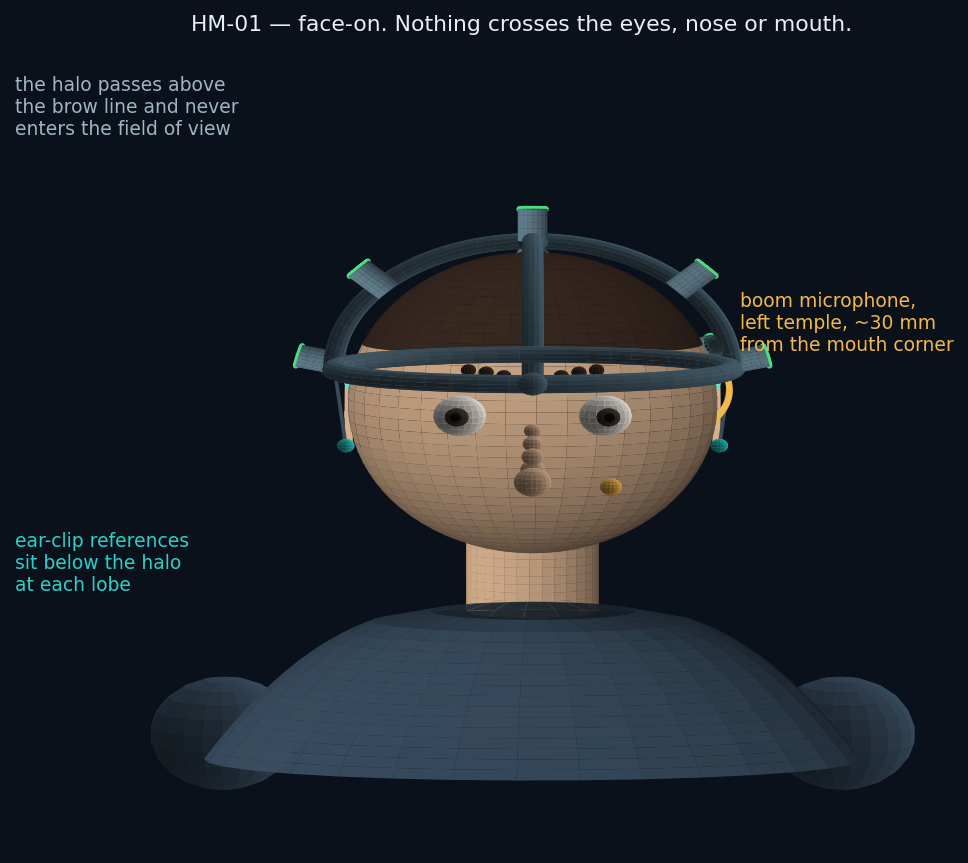 HM-01 — face-on. Nothing crosses the eyes, nose or mouth.
the halo passes above
the brow line and never
enters the field of view
boom microphone,
left temple, ~30 mm
from the mouth corner
ear-clip references
sit below the halo
at each lobe